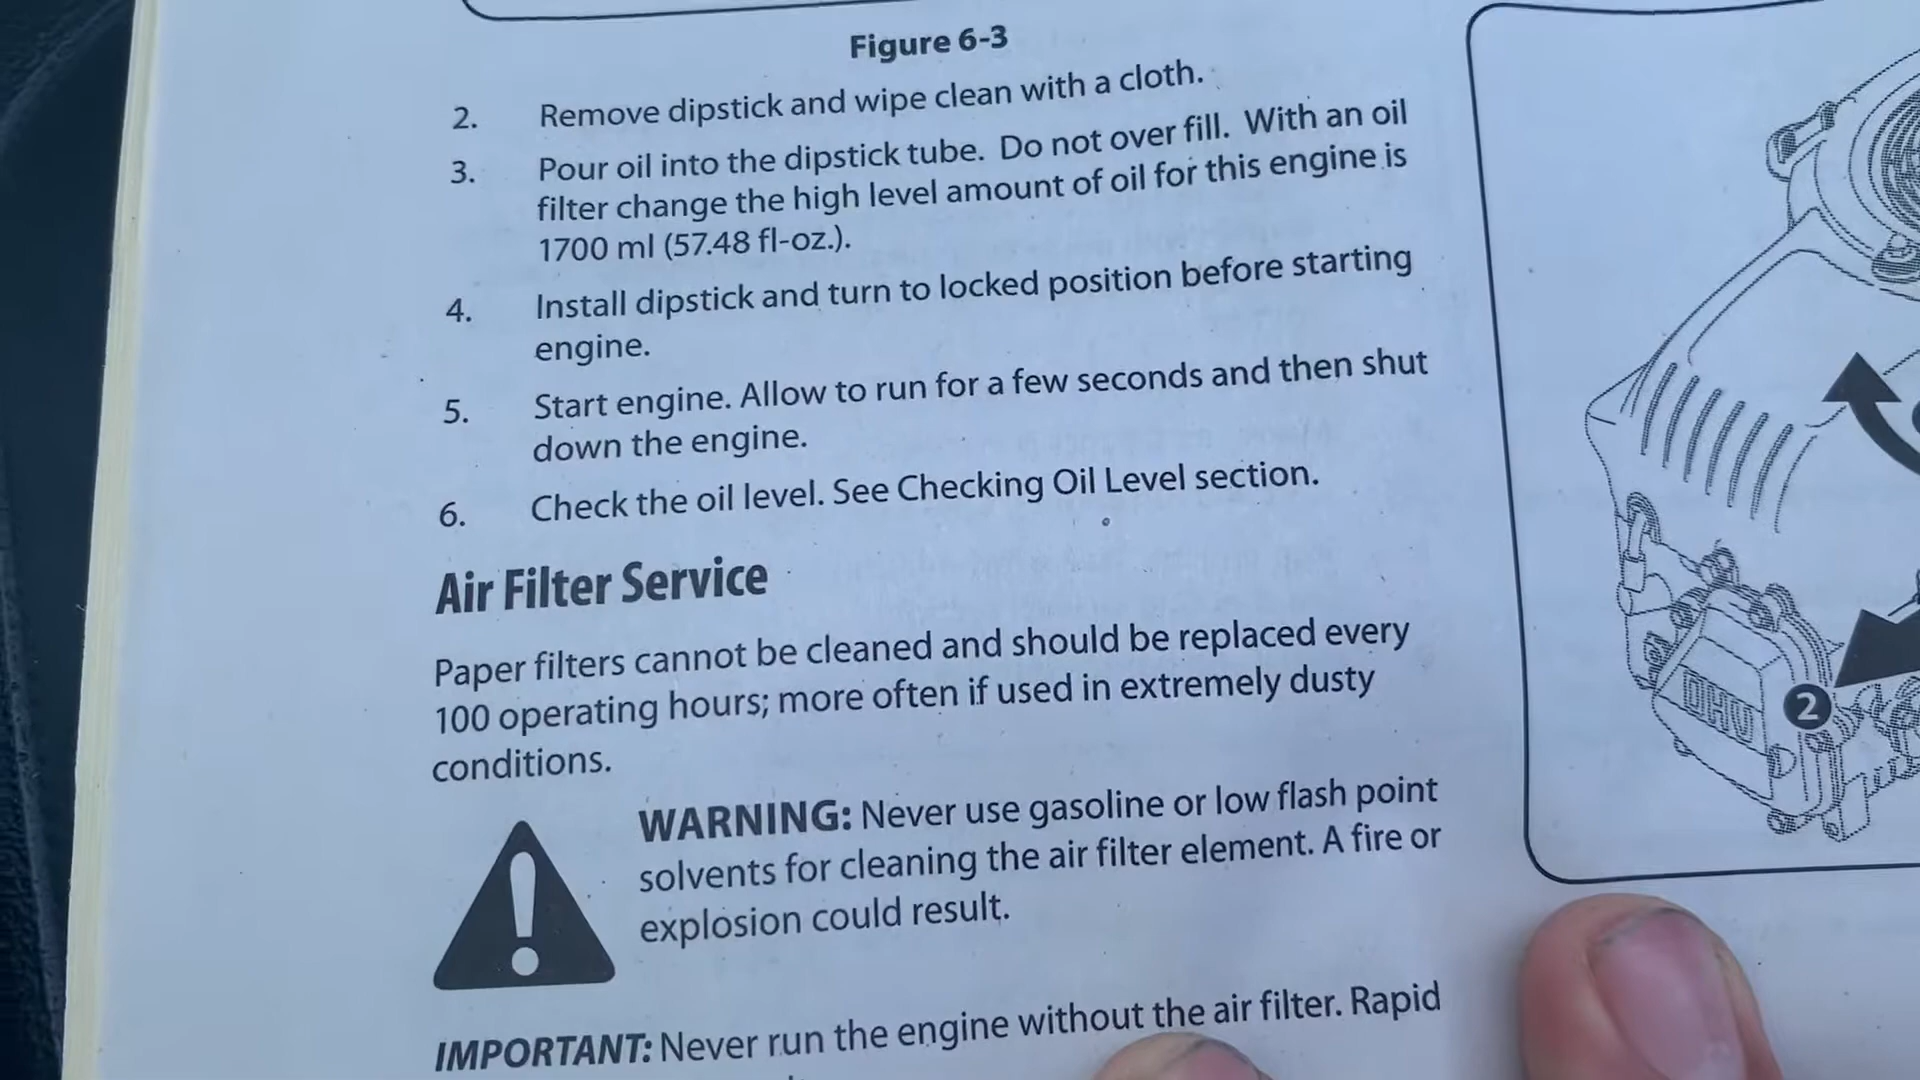 Figure 6-3
2. Remove dipstick and wipe clean with a cloth.
3. Pour oil into the dipstick tube. Do not over fill. With an oil
filter change the high level amount of oil for this engine is
1700 ml (57.48 fl-oz.).
4. Install dipstick and turn to locked position before starting
engine.
5. Start engine. Allow to run for a few seconds and then shut
down the engine.
6. Check the oil level. See Checking Oil Level section.
Air Filter Service
Paper filters cannot be cleaned and should be replaced every
100 operating hours; more often if used in extremely dusty
conditions.
WARNING: Never use gasoline or low flash point
solvents for cleaning the air filter element. A fire or
explosion could result.
IMPORTANT: Never run the engine without the air filter. Rapid
OHV
2